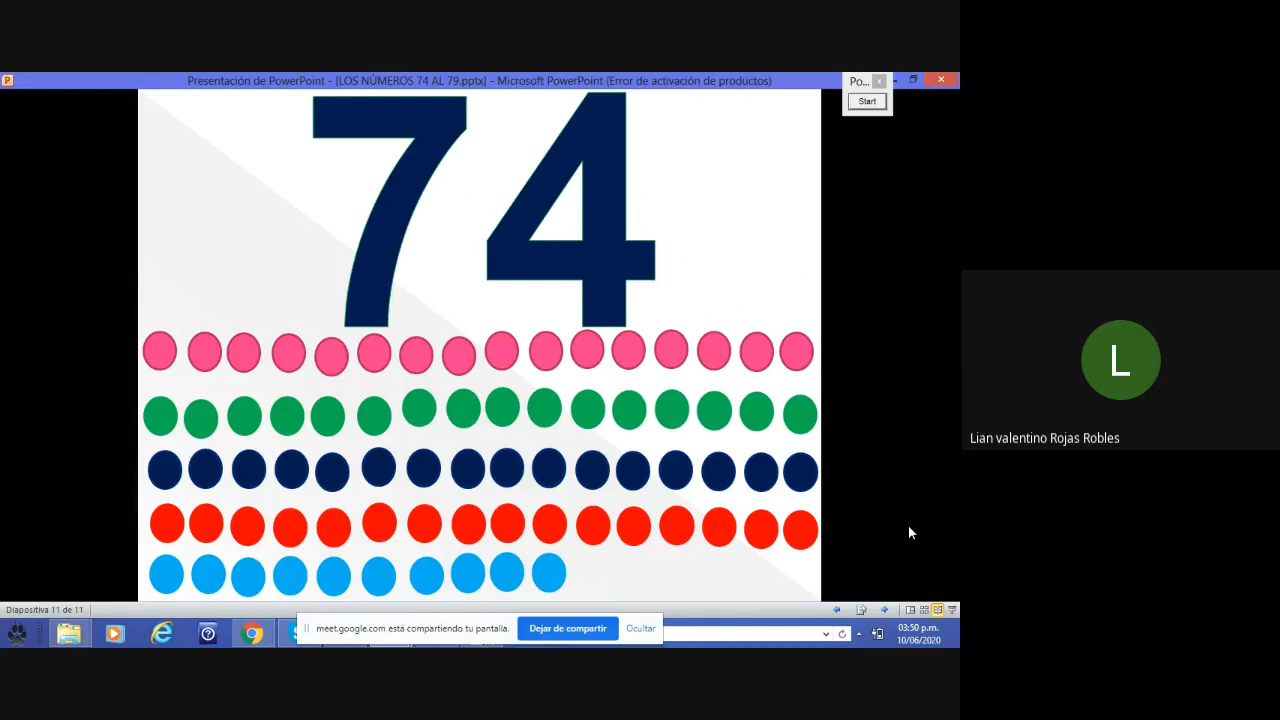 Presentación de PowerPoint - [LOS NÚMEROS 74 AL 79.pptx] - Microsoft PowerPoint (Error de activación de productos)
Po...
Start
74
L
Lian valentino Rojas Robles
Diapositiva 11 de 11
meet.google.com está compartiendo tu pantalla.
Dejar de compartir
Ocultar
03:50 p.m.
10/06/2020